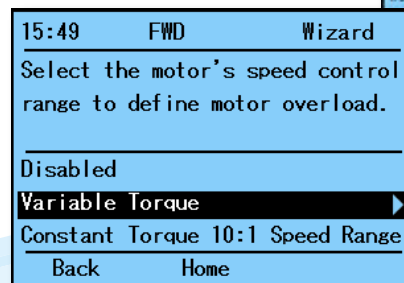 15:49 FWD Wizard
Select the motor's speed control
range to define motor overload.
Disabled
Variable Torque
Constant Torque 10:1 Speed Range
Back Home